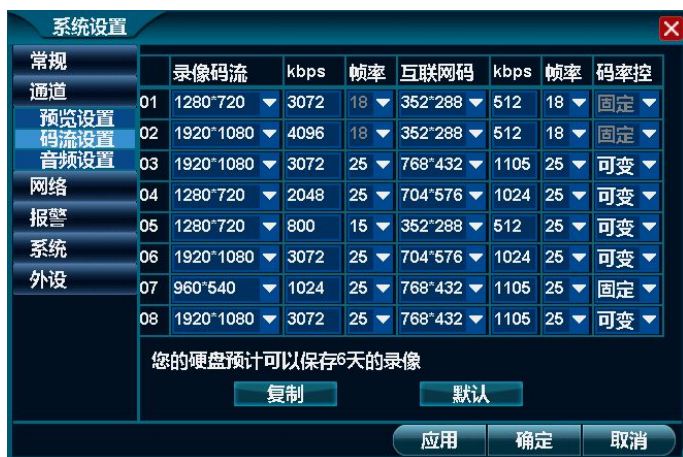 系统设置
常规
通道
预览设置
码流设置
音频设置
网络
报警
系统
外设
录像码流 kbps 帧率 互联网码 kbps 帧率 码率控
01 1280*720 3072 18 352*288 512 18 固定
02 1920*1080 4096 18 352*288 512 18 固定
03 1920*1080 3072 25 768*432 1105 25 可变
04 1280*720 2048 25 704*576 1024 25 可变
05 1280*720 800 15 352*288 512 25 可变
06 1920*1080 3072 25 704*576 1024 25 可变
07 960*540 1024 25 768*432 1105 25 固定
08 1920*1080 3072 25 768*432 1105 25 可变
您的硬盘预计可以保存6天的录像
复制 默认
应用 确定 取消